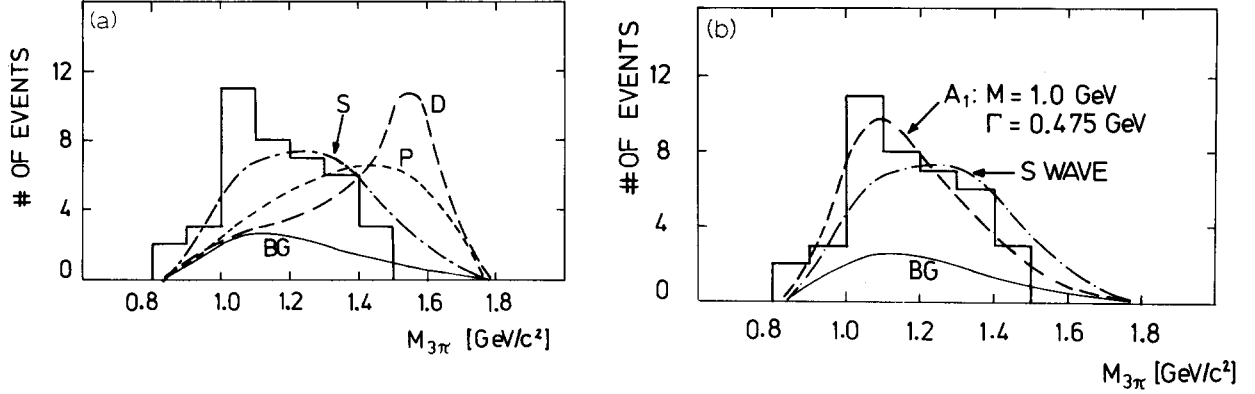 (a)
# OF EVENTS
12
8
4
0
S
D
P
BG
0.8 1.0 1.2 1.4 1.6 1.8
M3π [GeV/c²]
(b)
# OF EVENTS
12
8
4
0
A1: M = 1.0 GeV
Γ = 0.475 GeV
S WAVE
BG
0.8 1.0 1.2 1.4 1.6 1.8
M3π [GeV/c²]